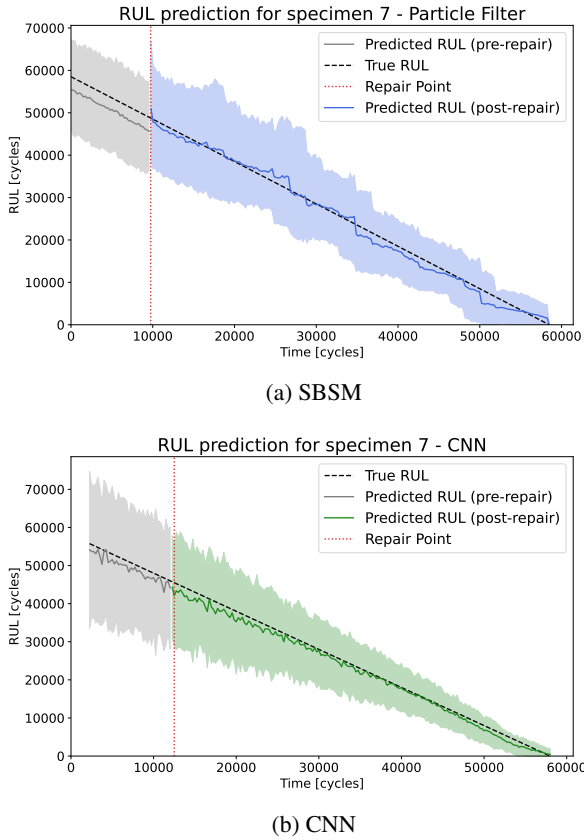 RUL prediction for specimen 7 - Particle Filter
70000
60000
50000
40000
30000
20000
10000
0
RUL [cycles]
Predicted RUL (pre-repair)
True RUL
Repair Point
Predicted RUL (post-repair)
0 10000 20000 30000 40000 50000 60000
Time [cycles]
(a) SBSM
RUL prediction for specimen 7 - CNN
70000
60000
50000
40000
30000
20000
10000
0
RUL [cycles]
True RUL
Predicted RUL (pre-repair)
Predicted RUL (post-repair)
Repair Point
0 10000 20000 30000 40000 50000 60000
Time [cycles]
(b) CNN